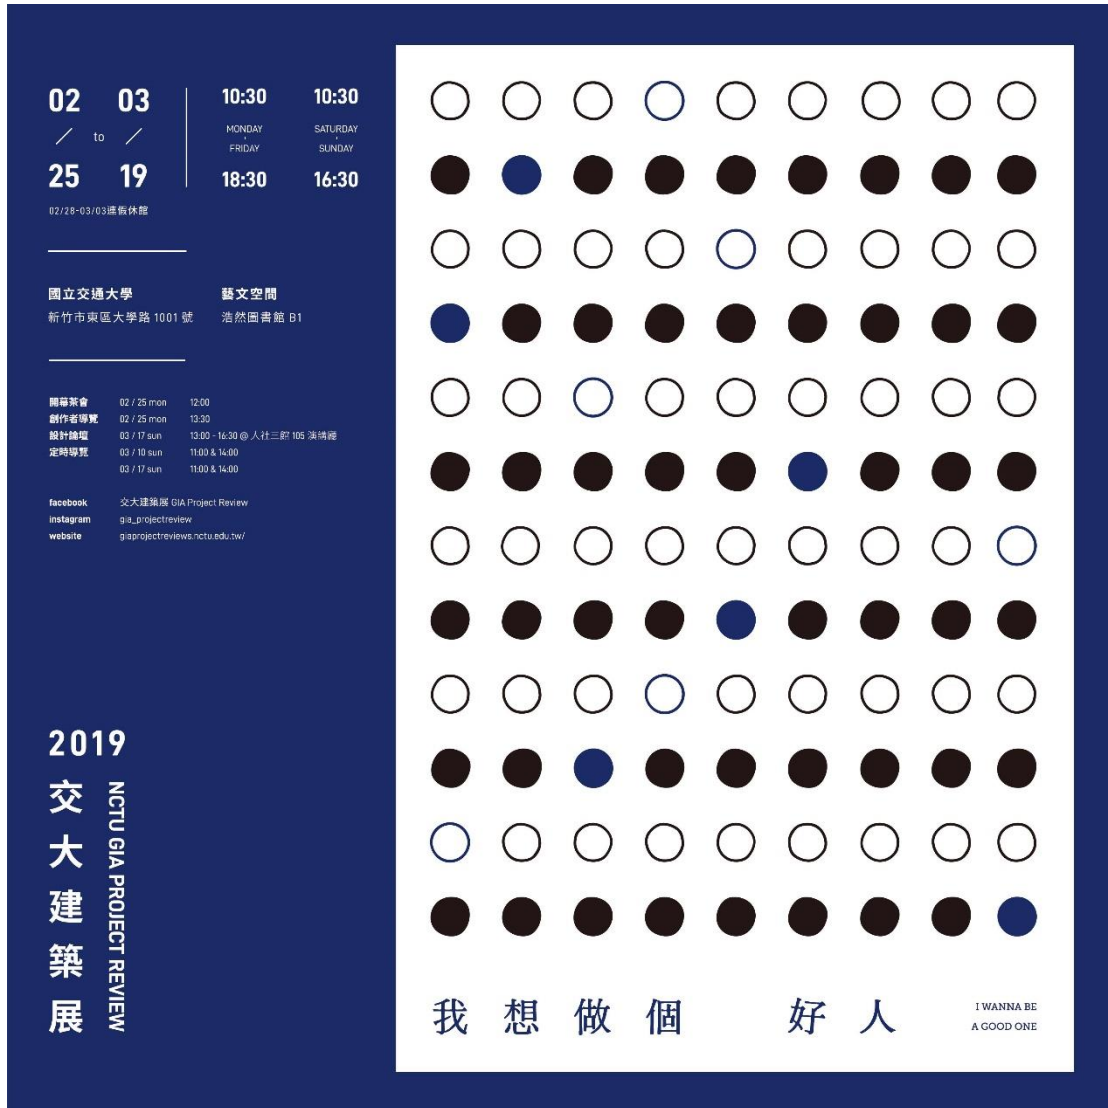 02 03
／ to ／
25 19
10:30 10:30
MONDAY SATURDAY
- -
FRIDAY SUNDAY
18:30 16:30
02/28-03/03連假休館
國立交通大學 藝文空間
新竹市東區大學路 1001 號 浩然圖書館 B1
開幕茶會 02 / 25 mon 12:00
創作者導覽 02 / 25 mon 13:30
設計論壇 03 / 17 sun 13:00 - 16:30 @ 人社三館 105 演講廳
定時導覽 03 / 10 sun 11:00 & 14:00
03 / 17 sun 11:00 & 14:00
facebook 交大建築展 GIA Project Review
instagram gia_projectreview
website giaprojectreviews.nctu.edu.tw/
2019
交大建築展
NCTU GIA PROJECT REVIEW
我想做個 好人
I WANNA BE
A GOOD ONE